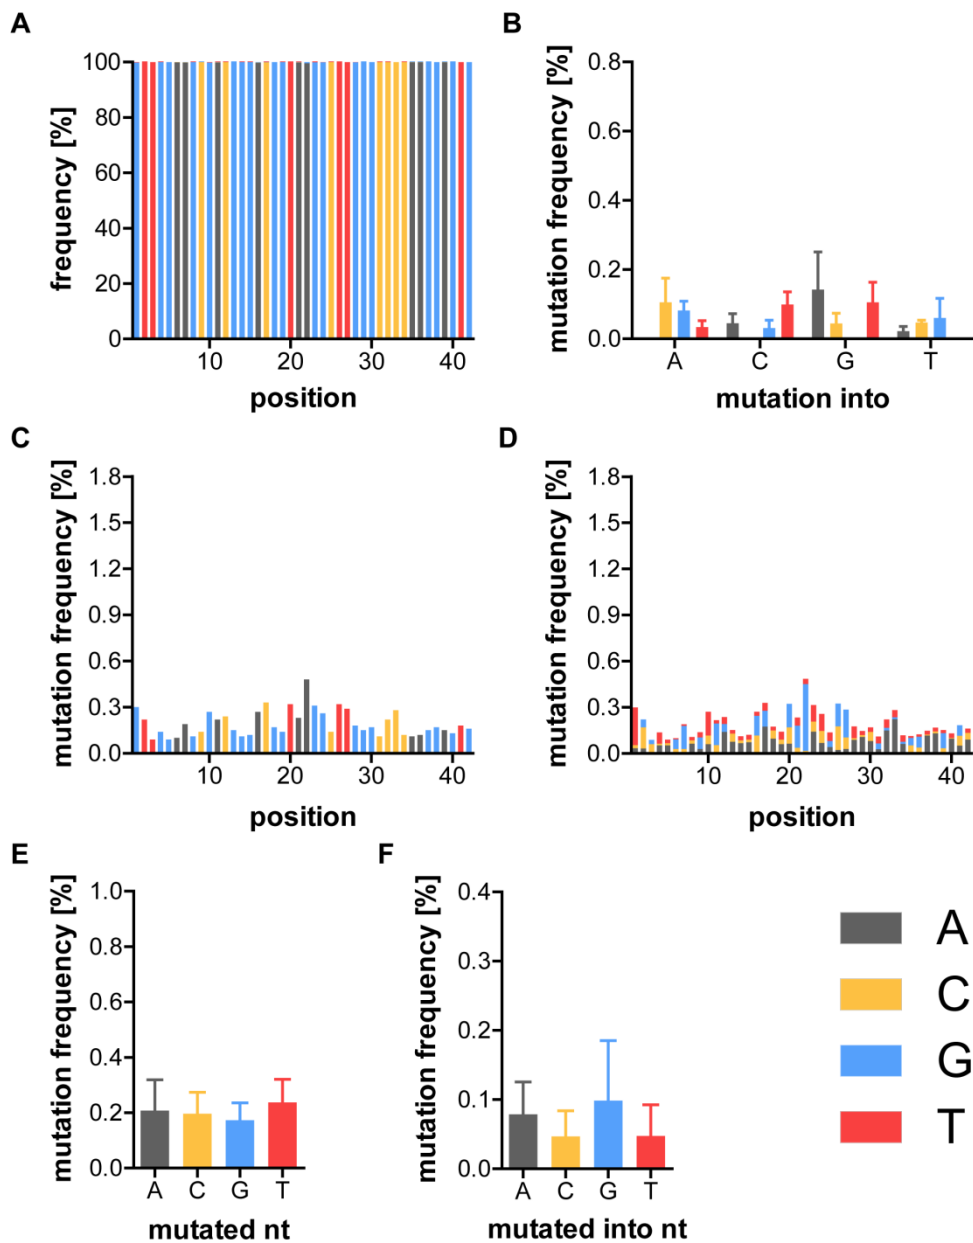 A
B
100
80
60
40
20
0
frequency [%]
10
20
30
40
position
0.8
0.6
0.4
0.2
0.0
mutation frequency [%]
A
C
G
T
mutation into
C
D
1.8
1.5
1.2
0.9
0.6
0.3
0.0
mutation frequency [%]
10
20
30
40
position
1.8
1.5
1.2
0.9
0.6
0.3
0.0
mutation frequency [%]
10
20
30
40
position
E
F
1.0
0.8
0.6
0.4
0.2
0.0
mutation frequency [%]
A C G T
mutated nt
0.4
0.3
0.2
0.1
0.0
mutation frequency [%]
A C G T
mutated into nt
A
C
G
T